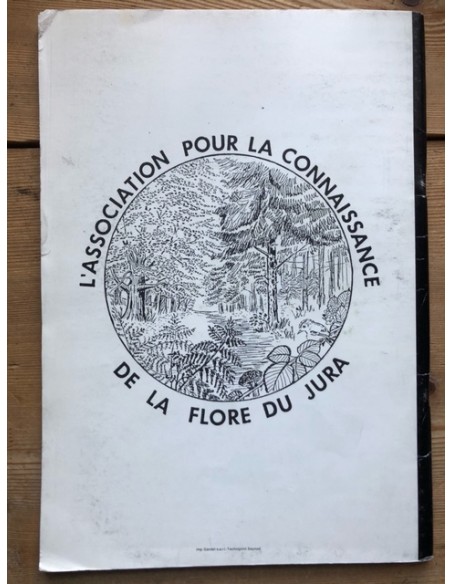 L'ASSOCIATION POUR LA CONNAISSANCE
DE LA FLORE DU JURA